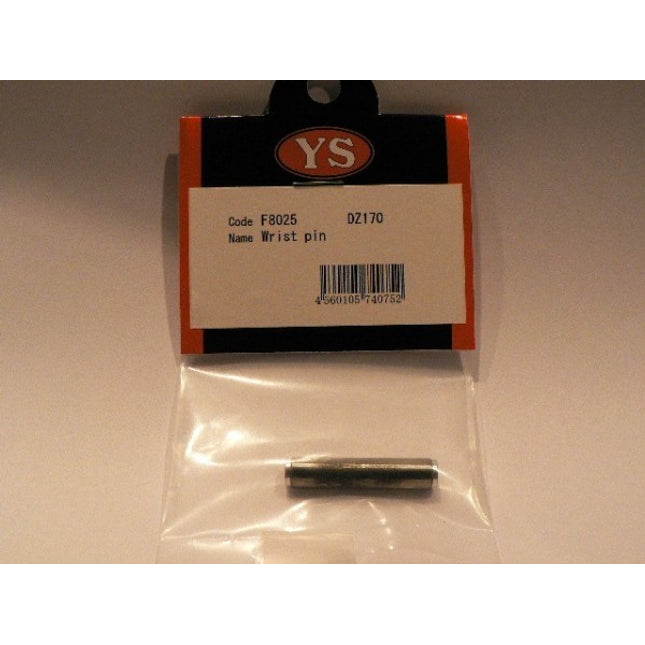 YS
Code F8025 DZ170
Name Wrist pin
4 560105 740752